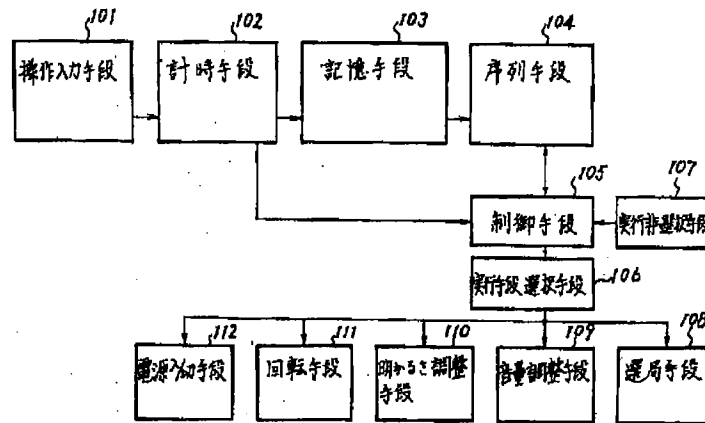 101
102
103
104
操作入力手段
計時手段
記憶手段
序列手段
105
107
制御手段
実行非選択手段
実行手段選択手段
106
112
111
110
109
108
電源入切手段
回転手段
明かるさ調整
手段
音量調整手段
選局手段